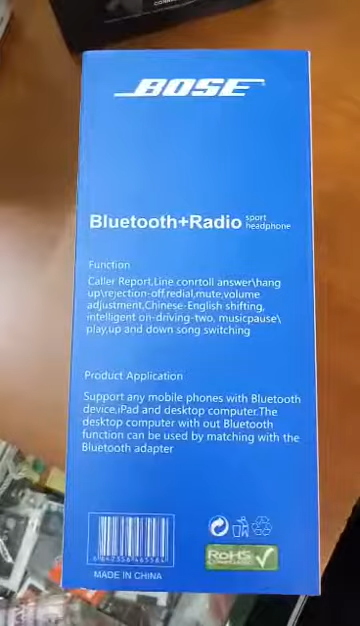 BOSE
Bluetooth+Radio sport headphone
Function
Caller Report,Line conrtoll answer\hang
up\rejection-off,redial,mute,volume
adjustment,Chinese-English shifting,
intelligent on-driving-two, musicpause\
play,up and down song switching
Product Application
Support any mobile phones with Bluetooth
device,iPad and desktop computer.The
desktop computer with out Bluetooth
function can be used by matching with the
Bluetooth adapter
RoHS
MADE IN CHINA